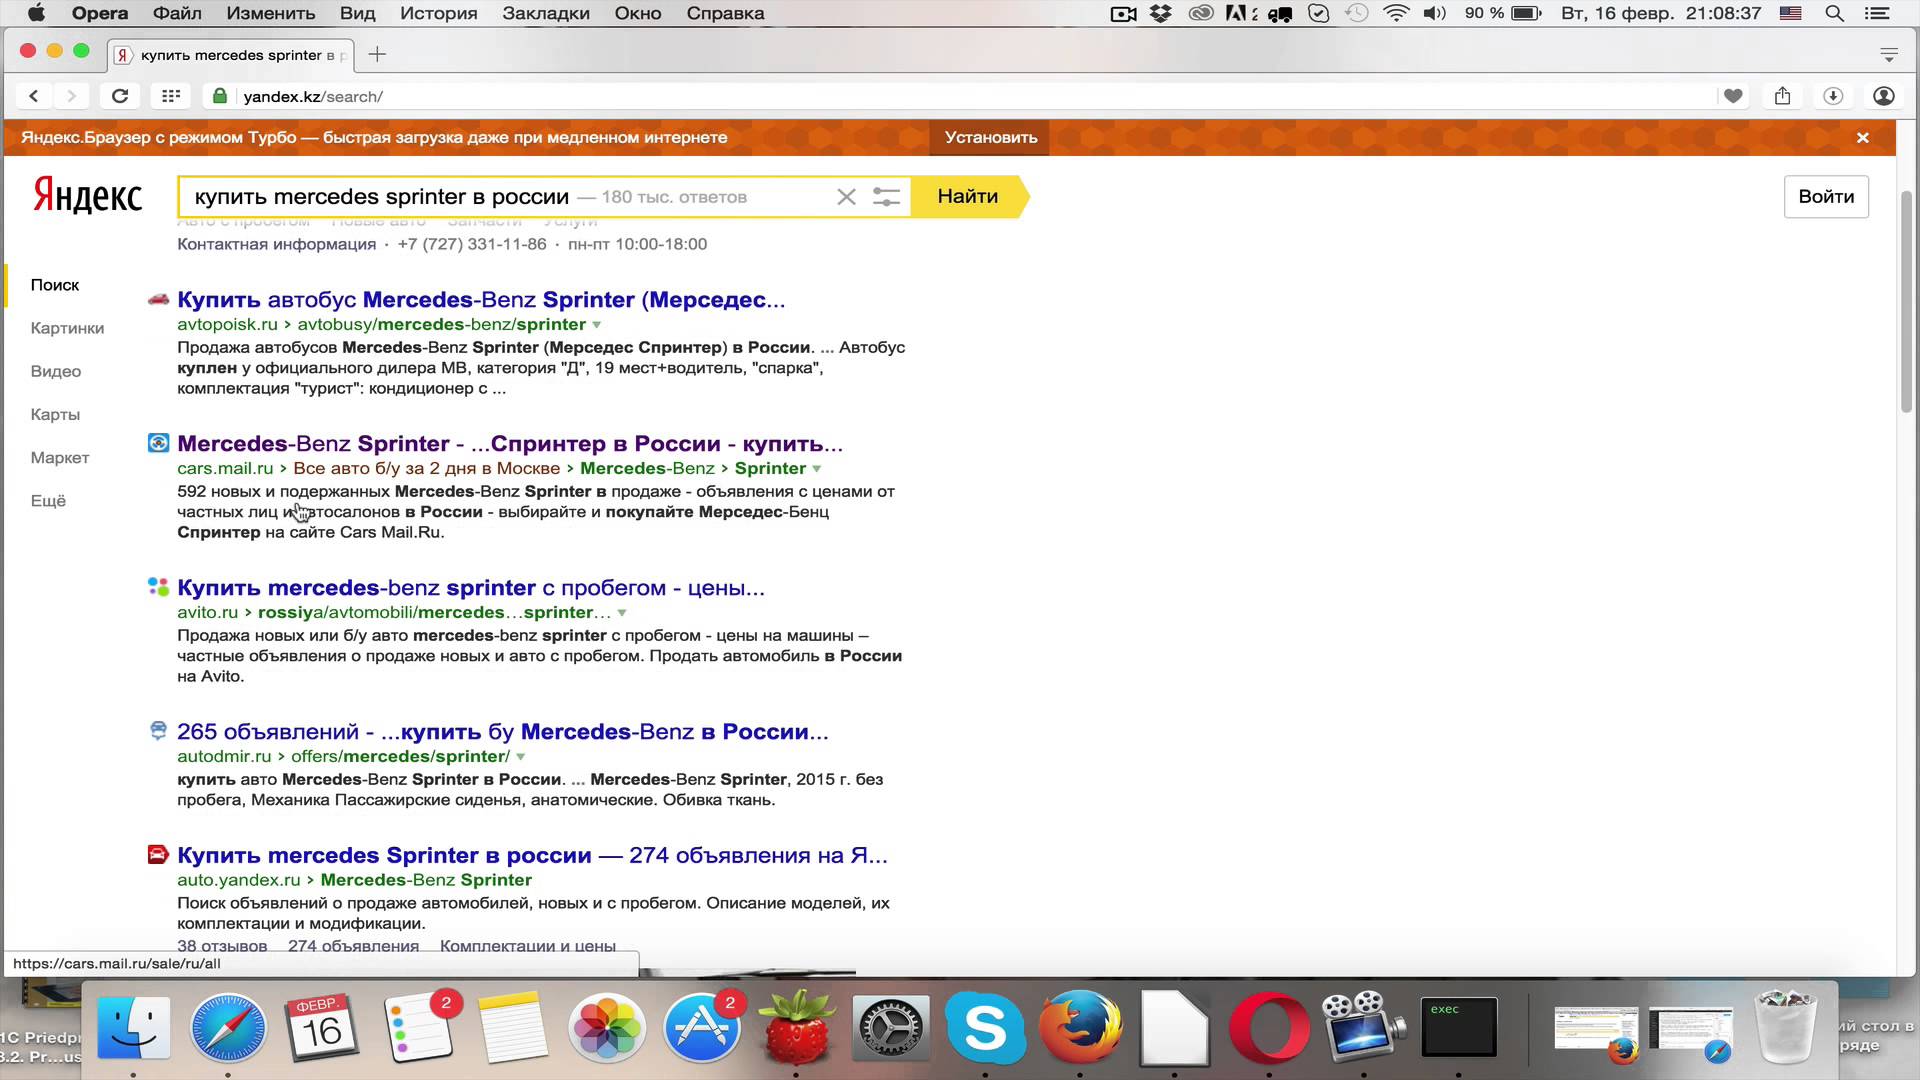 Opera Файл Изменить Вид История Закладки Окно Справка 2 90 % Вт, 16 февр. 21:08:37
Я купить mercedes sprinter в р
yandex.kz/search/
Яндекс.Браузер с режимом Турбо — быстрая загрузка даже при медленном интернете Установить
Яндекс купить mercedes sprinter в россии — 180 тыс. ответов Найти Войти
Авто с пробегом Новые авто Запчасти Услуги
Контактная информация · +7 (727) 331-11-86 · пн-пт 10:00-18:00
Поиск
Картинки
Видео
Карты
Маркет
Ещё
Купить автобус Mercedes-Benz Sprinter (Мерседес...
avtopoisk.ru > avtobusy/mercedes-benz/sprinter
Продажа автобусов Mercedes-Benz Sprinter (Мерседес Спринтер) в России. ... Автобус
куплен у официального дилера МВ, категория "Д", 19 мест+водитель, "спарка",
комплектация "турист": кондиционер с ...
Mercedes-Benz Sprinter - ...Спринтер в России - купить...
cars.mail.ru > Все авто б/у за 2 дня в Москве > Mercedes-Benz > Sprinter
592 новых и подержанных Mercedes-Benz Sprinter в продаже - объявления с ценами от
частных лиц и автосалонов в России - выбирайте и покупайте Мерседес-Бенц
Спринтер на сайте Cars Mail.Ru.
Купить mercedes-benz sprinter с пробегом - цены...
avito.ru > rossiya/avtomobili/mercedes...sprinter...
Продажа новых или б/у авто mercedes-benz sprinter с пробегом - цены на машины –
частные объявления о продаже новых и авто с пробегом. Продать автомобиль в России
на Avito.
265 объявлений - ...купить бу Mercedes-Benz в России...
autodmir.ru > offers/mercedes/sprinter/
купить авто Mercedes-Benz Sprinter в России. ... Mercedes-Benz Sprinter, 2015 г. без
пробега, Механика Пассажирские сиденья, анатомические. Обивка ткань.
Купить mercedes Sprinter в россии — 274 объявления на Я...
auto.yandex.ru > Mercedes-Benz Sprinter
Поиск объявлений о продаже автомобилей, новых и с пробегом. Описание моделей, их
комплектации и модификации.
38 отзывов 274 объявления Комплектации и цены
https://cars.mail.ru/sale/ru/all
ФЕВР.
16
2
2
exec
1C Priedpr
8.2. Pr...us